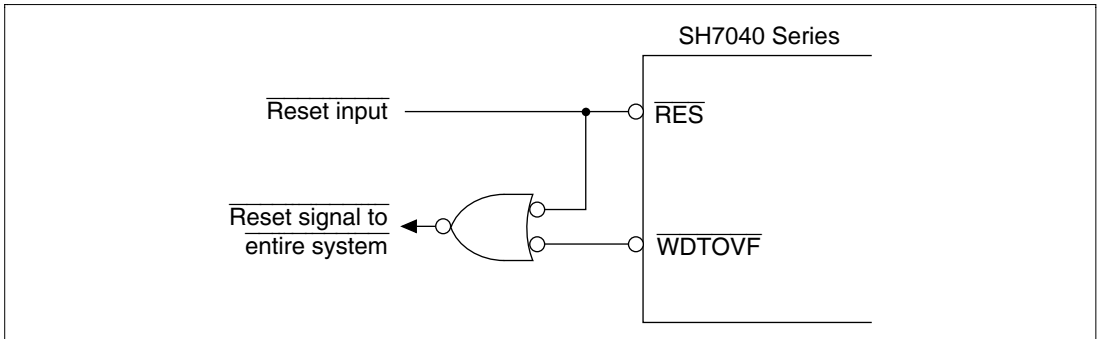 SH7040 Series
Reset input
RES
Reset signal to
entire system
WDTOVF